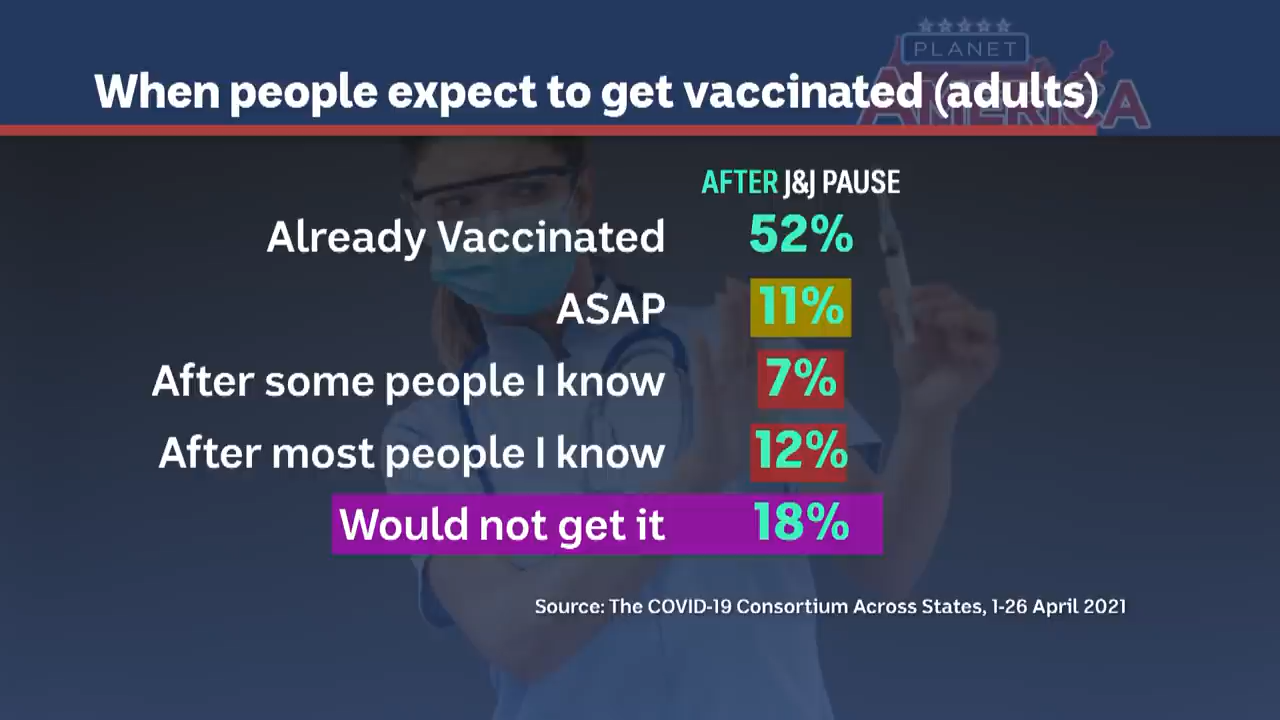 PLANET
AMERICA
When people expect to get vaccinated (adults)
AFTER J&J PAUSE
Already Vaccinated 52%
ASAP 11%
After some people I know 7%
After most people I know 12%
Would not get it 18%
Source: The COVID-19 Consortium Across States, 1-26 April 2021